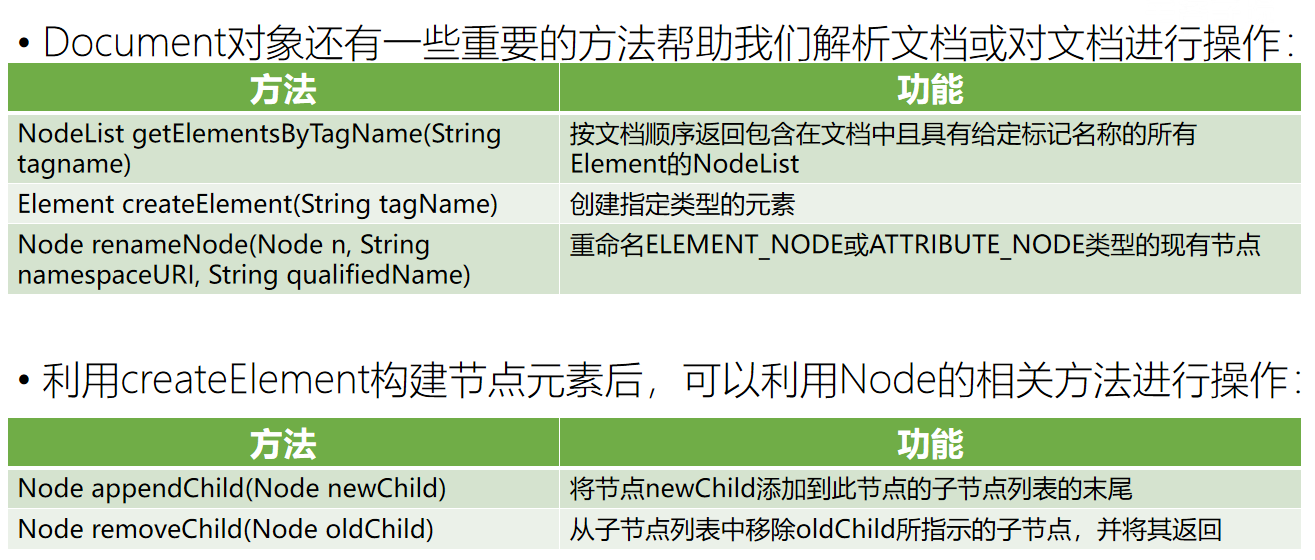 • Document对象还有一些重要的方法帮助我们解析文档或对文档进行操作：
方法 功能
NodeList getElementsByTagName(String 按文档顺序返回包含在文档中且具有给定标记名称的所有
tagname) Element的NodeList
Element createElement(String tagName) 创建指定类型的元素
Node renameNode(Node n, String 重命名ELEMENT_NODE或ATTRIBUTE_NODE类型的现有节点
namespaceURI, String qualifiedName)
• 利用createElement构建节点元素后，可以利用Node的相关方法进行操作：
方法 功能
Node appendChild(Node newChild) 将节点newChild添加到此节点的子节点列表的末尾
Node removeChild(Node oldChild) 从子节点列表中移除oldChild所指示的子节点，并将其返回